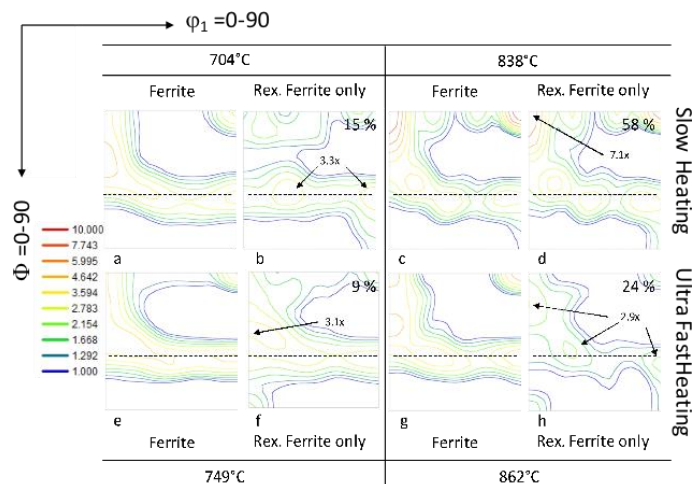 φ₁ =0-90
704°C 838°C
Ferrite Rex. Ferrite only Ferrite Rex. Ferrite only
15 % 58 %
3.3x 7.1x
Slow Heating
Φ =0-90
10.000
7.743
5.995
4.642
3.594
2.783
2.154
1.668
1.292
1.000
a b c d
9 % 24 %
3.1x 2.9x
Ultra FastHeating
e f g h
Ferrite Rex. Ferrite only Ferrite Rex. Ferrite only
749°C 862°C